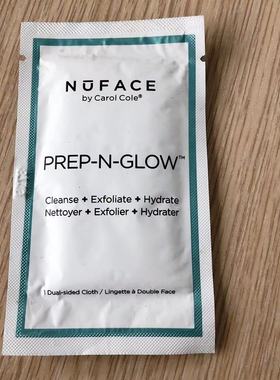 NUFACE
by Carol Cole®
PREP-N-GLOW™
Cleanse + Exfoliate + Hydrate
Nettoyer + Exfolier + Hydrater
1 Dual-sided Cloth / Lingette à Double Face